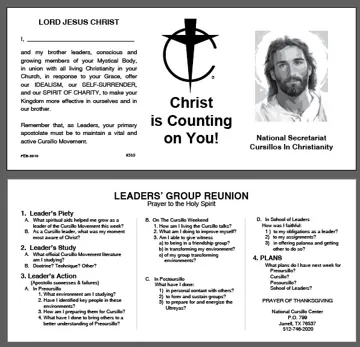 LORD JESUS CHRIST
I,
and my brother leaders, conscious and
growing members of your Mystical Body,
in union with all living Christianity in your
Church, in response to your Grace, offer
our IDEALISM, our SELF-SURRENDER,
and our SPIRIT OF CHARITY, to make your
Kingdom more effective in ourselves and in
our brother.
Remember that, as Leaders, your primary
apostolate must be to maintain a vital and
active Cursillo Movement.
Christ
is Counting
on You!
National Secretariat
Cursillos In Christianity
LEADERS' GROUP REUNION
Prayer to the Holy Spirit
1. Leader's Piety
A. What spiritual aids helped me grow as a
leader of the Cursillo Movement this week?
B. As a Cursillo leader, what was my moment
most aware of Christ?
2. Leader's Study
A. What official Cursillo Movement literature
am I studying?
B. Doctrine? Technique? Other?
3. Leader's Action
(Apostolic successes & failures)
A. In Precursillo
1. What environment am I studying?
2. Have I identified key people in these
environments?
3. How am I preparing them for Cursillo?
4. What have I done to bring others to a
better understanding of Precursillo?
B. On The Cursillo Weekend
1. How am I living the Cursillo talks?
2. What am I doing to improve myself?
3. Am I able to give witness
a) to being in a friendship group?
b) in transforming my environment?
c) of my group transforming
environments?
C. In Postcursillo
What have I done:
1) in personal contact with others?
2) to form and sustain groups?
3) to prepare for and energize the
Ultreyas?
D. In School of Leaders
How was I faithful:
1) to my obligations as a leader?
2) to my assignments?
3) in offering palanca and getting
other to do so?
4. PLANS
What plans do I have next week for
Precursillo?
Cursillo?
Postcursillo?
School of Leaders?
PRAYER OF THANKSGIVING
National Cursillo Center
P.O. 799
Jarrell, TX 76537
512-746-2020